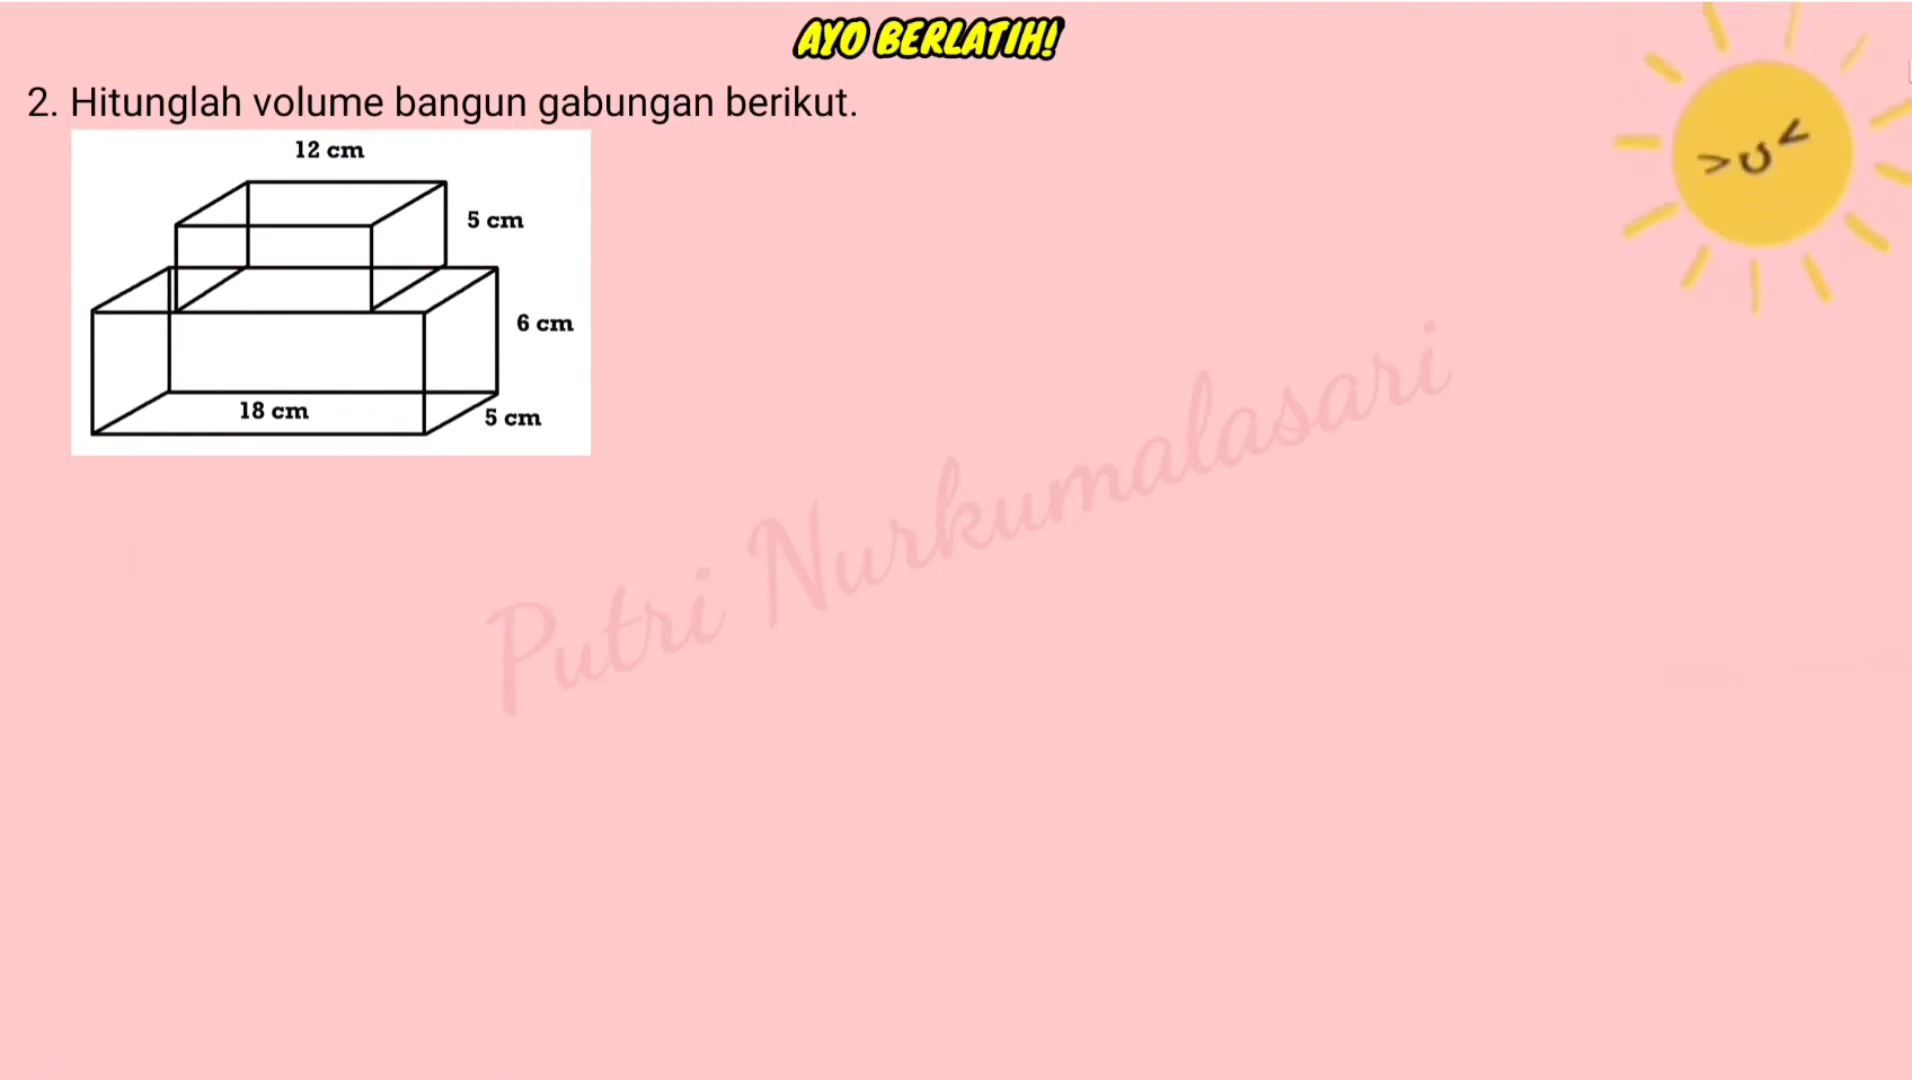 AYO BERLATIH!
2. Hitunglah volume bangun gabungan berikut.
12 cm
5 cm
6 cm
18 cm
5 cm
Putri Nurkumalasari